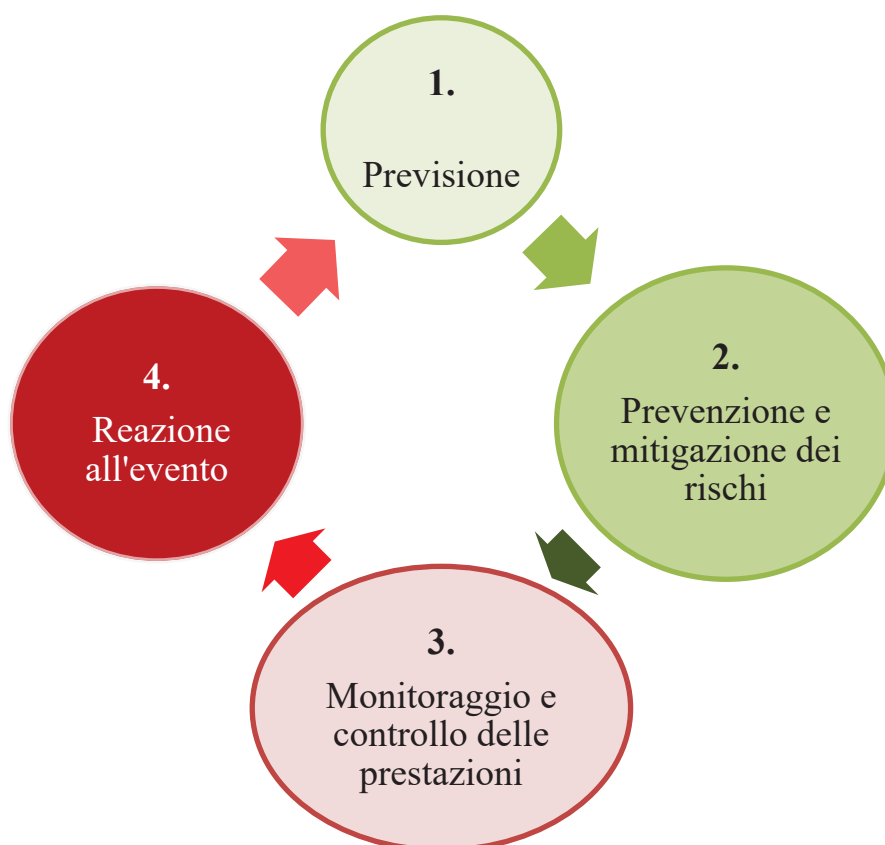 1.
Previsione
2.
Prevenzione e
mitigazione dei
rischi
3.
Monitoraggio e
controllo delle
prestazioni
4.
Reazione
all'evento